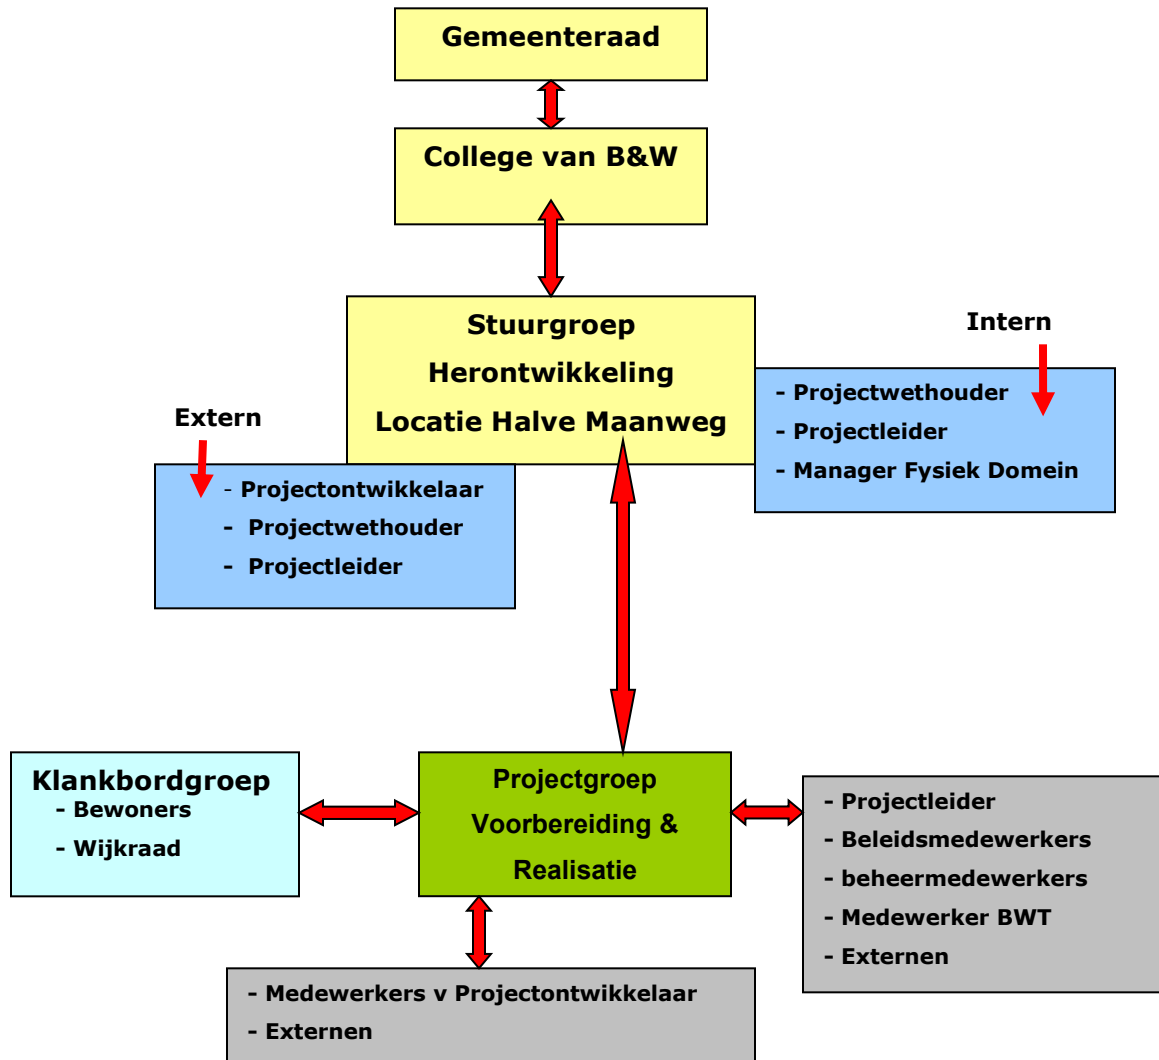 Gemeenteraad
College van B&W
Stuurgroep
Herontwikkeling
Locatie Halve Maanweg
Intern
- Projectwethouder
- Projectleider
- Manager Fysiek Domein
Extern
- Projectontwikkelaar
- Projectwethouder
- Projectleider
Klankbordgroep
- Bewoners
- Wijkraad
Projectgroep
Voorbereiding &
Realisatie
- Projectleider
- Beleidsmedewerkers
- beheermedewerkers
- Medewerker BWT
- Externen
- Medewerkers v Projectontwikkelaar
- Externen